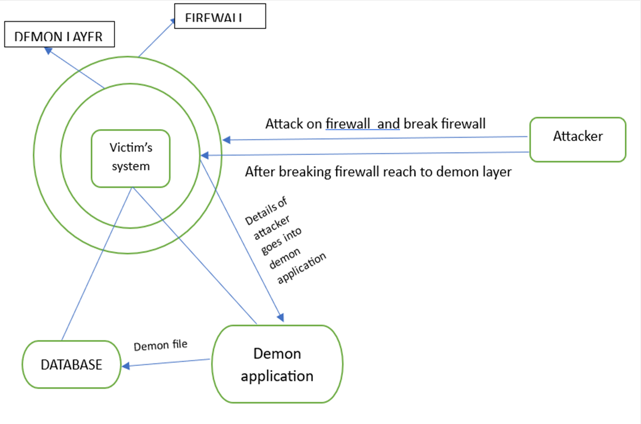 FIREWALL
DEMON LAYER
Victim's
system
Attack on firewall and break firewall
Attacker
After breaking firewall reach to demon layer
Details of
attacker
goes into
demon
application
Demon file
DATABASE
Demon
application